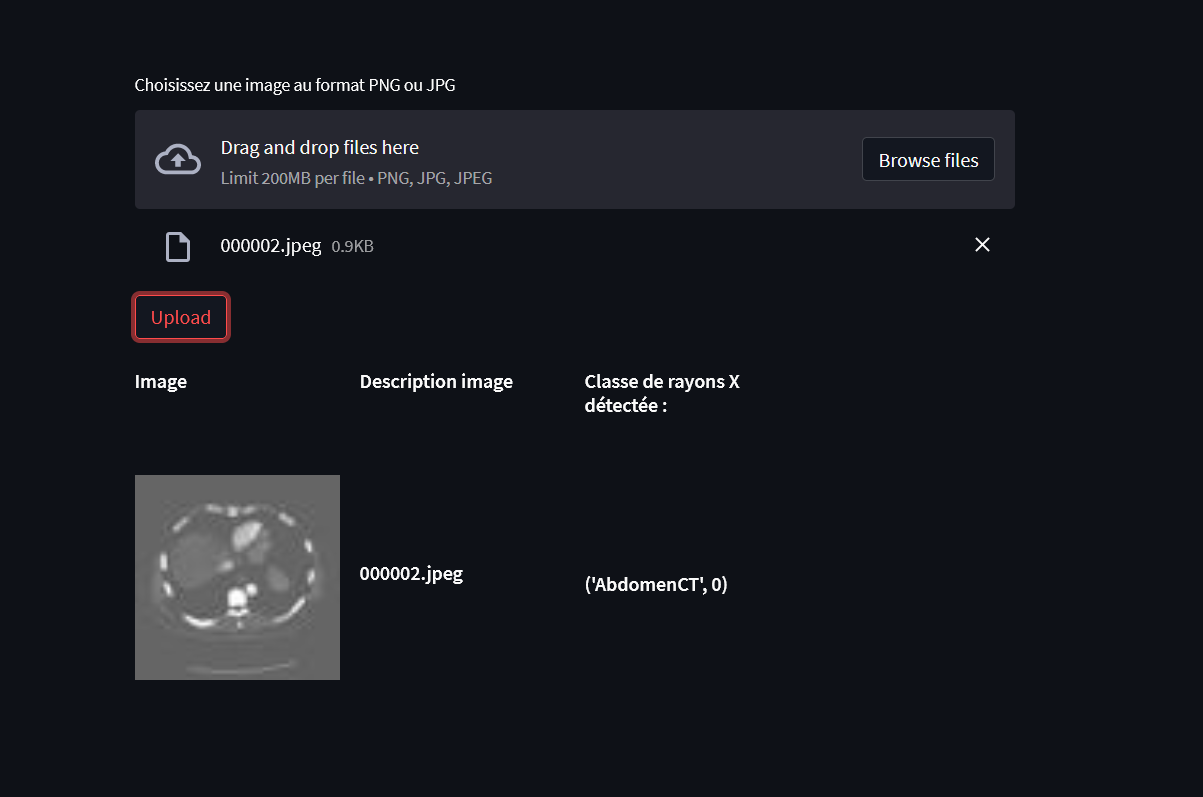 Choisissez une image au format PNG ou JPG
Drag and drop files here
Limit 200MB per file • PNG, JPG, JPEG
Browse files
000002.jpeg 0.9KB
Upload
Image
Description image
Classe de rayons X
détectée :
000002.jpeg
('AbdomenCT', 0)